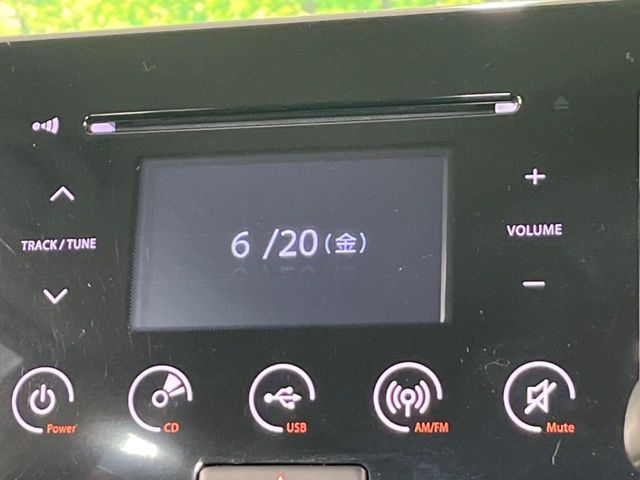 TRACK / TUNE
+
VOLUME
−
6 /20(金)
Power
CD
USB
AM/FM
Mute